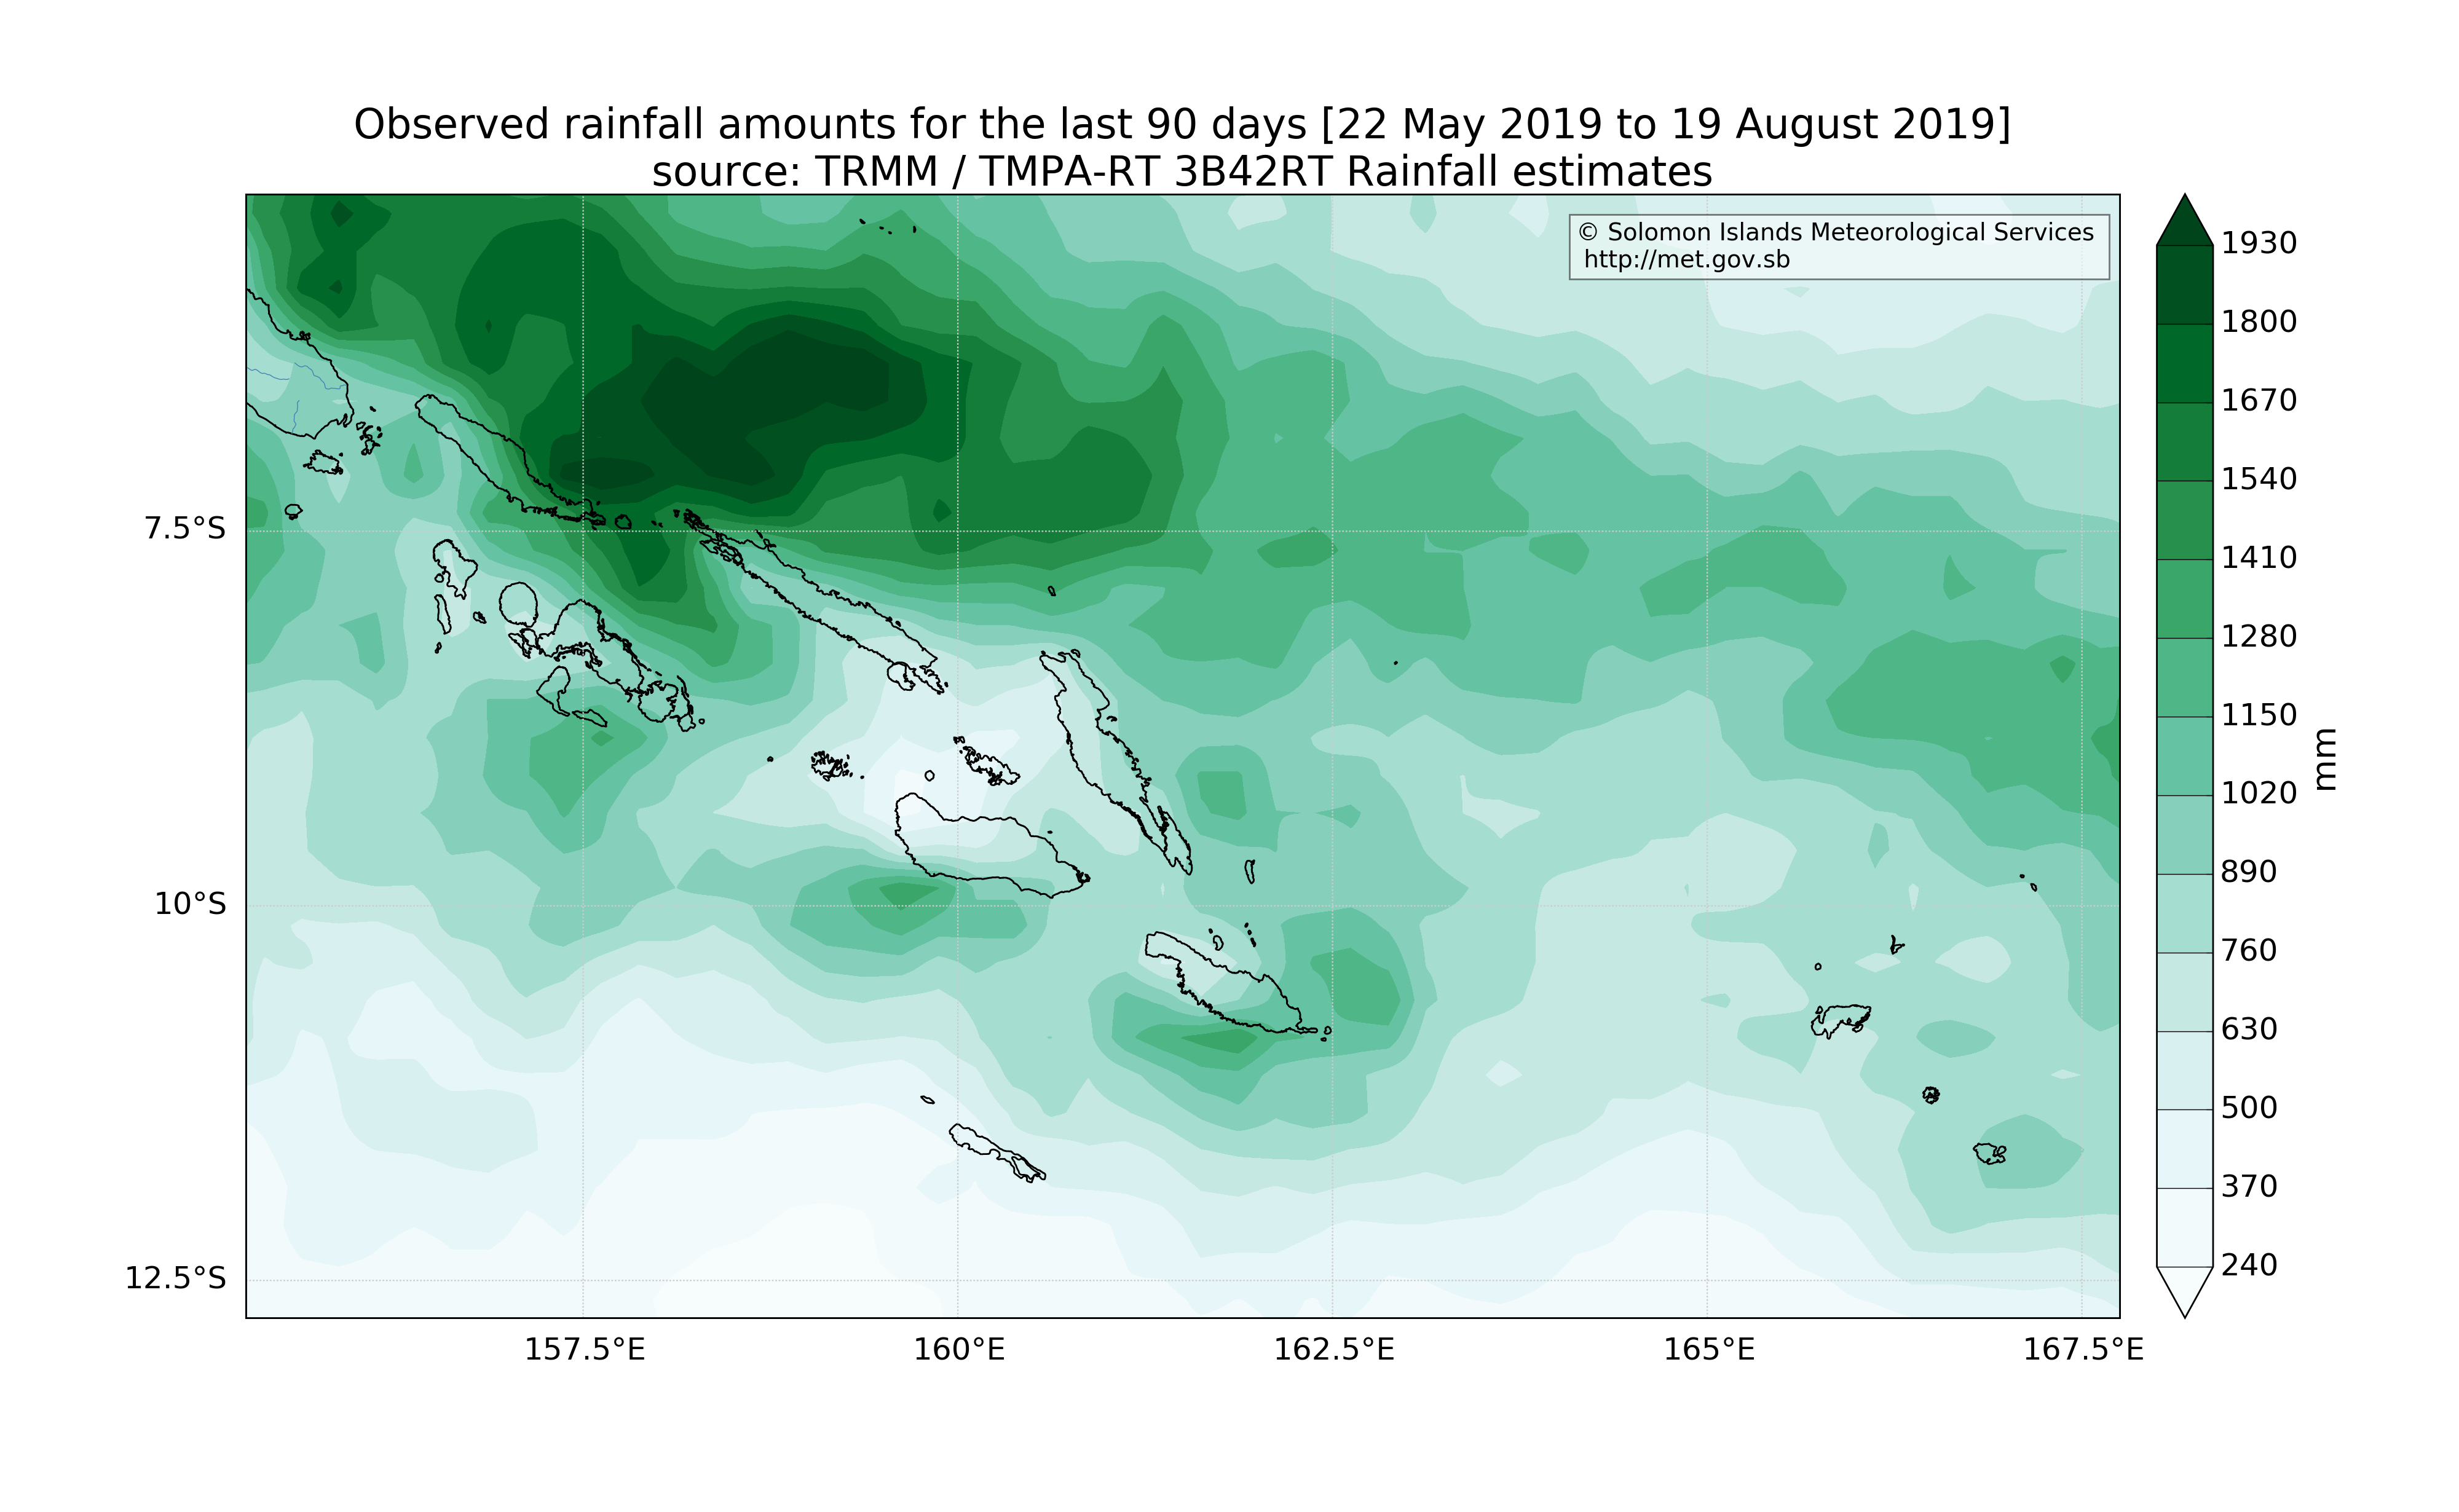 Observed rainfall amounts for the last 90 days [22 May 2019 to 19 August 2019]
source: TRMM / TMPA-RT 3B42RT Rainfall estimates
© Solomon Islands Meteorological Services
http://met.gov.sb
1930
1800
1670
1540
1410
1280
1150
1020
890
760
630
500
370
240
mm
7.5°S
10°S
12.5°S
157.5°E
160°E
162.5°E
165°E
167.5°E